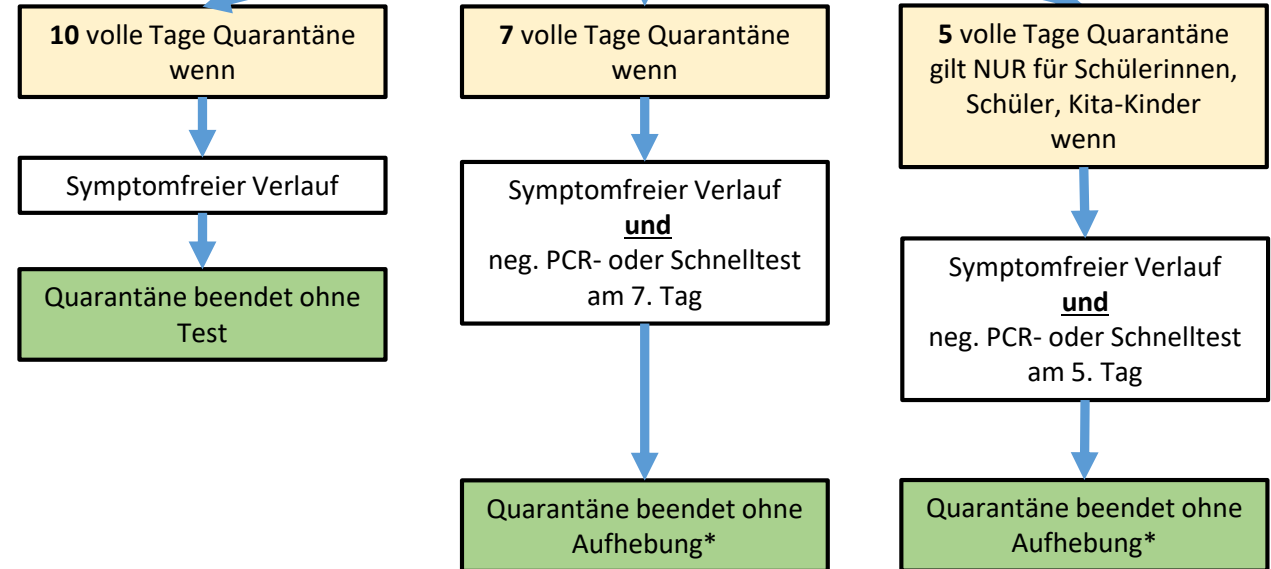 10 volle Tage Quarantäne
wenn
Symptomfreier Verlauf
Quarantäne beendet ohne
Test
7 volle Tage Quarantäne
wenn
Symptomfreier Verlauf
und
neg. PCR- oder Schnelltest
am 7. Tag
Quarantäne beendet ohne
Aufhebung*
5 volle Tage Quarantäne
gilt NUR für Schülerinnen,
Schüler, Kita-Kinder
wenn
Symptomfreier Verlauf
und
neg. PCR- oder Schnelltest
am 5. Tag
Quarantäne beendet ohne
Aufhebung*